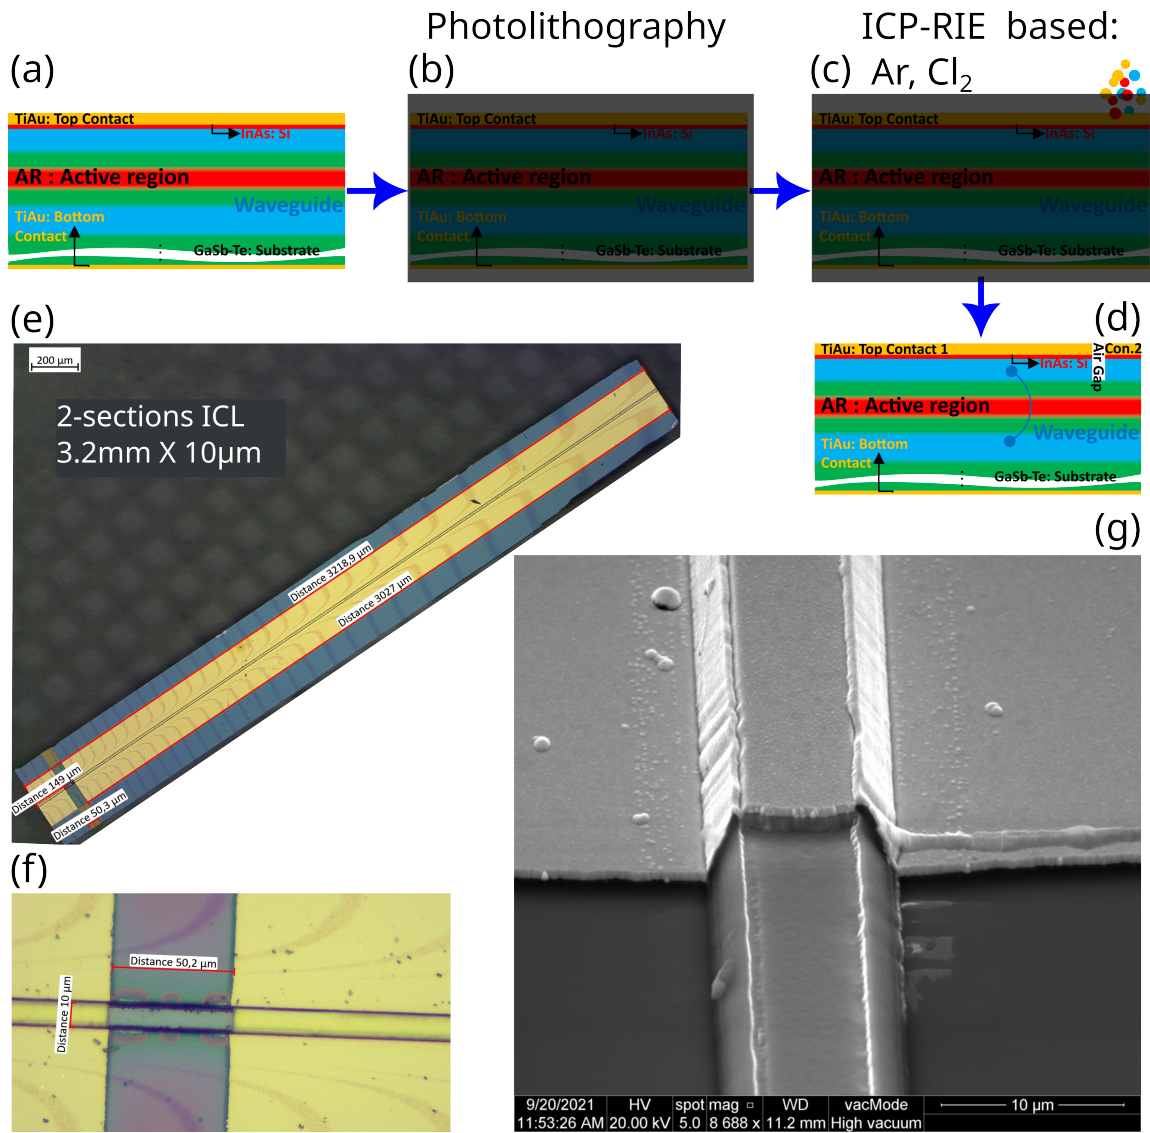 Photolithography
ICP-RIE based:
Ar, Cl2
(a)
(b)
(c)
TiAu: Top Contact
InAs: Si
AR : Active region
Waveguide
TiAu: Bottom
Contact
GaSb-Te: Substrate
TiAu: Top Contact
InAs: Si
AR : Active region
Waveguide
TiAu: Bottom
Contact
GaSb-Te: Substrate
TiAu: Top Contact
InAs: Si
AR : Active region
Waveguide
TiAu: Bottom
Contact
GaSb-Te: Substrate
(d)
TiAu: Top Contact 1
Con.2
InAs: Si
Air Gap
AR : Active region
Waveguide
TiAu: Bottom
Contact
GaSb-Te: Substrate
(e)
200 µm
2-sections ICL
3.2mm X 10µm
Distance 3218,9 µm
Distance 3027 µm
Distance 149 µm
Distance 50,3 µm
(f)
Distance 50,2 µm
Distance 10 µm
(g)
9/20/2021 HV spot mag □ WD vacMode 10 µm
11:53:26 AM 20.00 kV 5.0 8 688 x 11.2 mm High vacuum